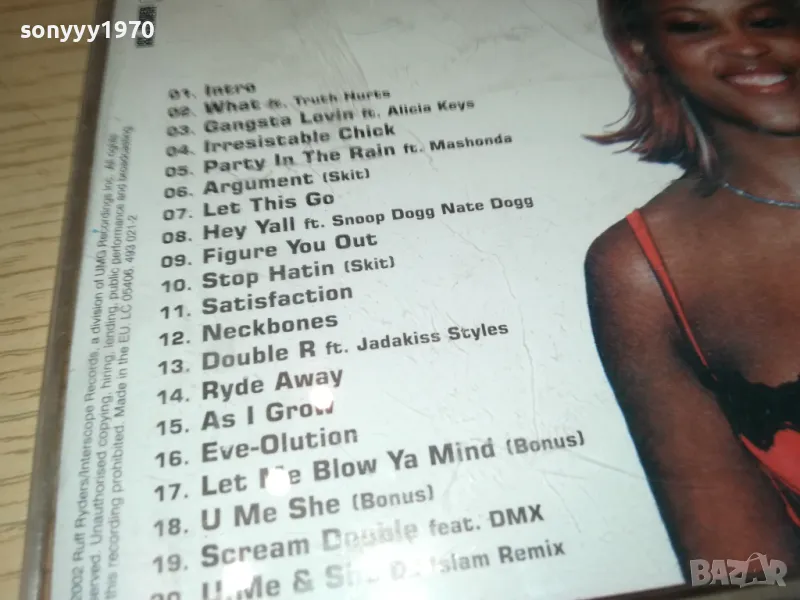 sonyyy1970
01. Intro
02. What ft. Truth Hurts
03. Gangsta Lovin ft. Alicia Keys
04. Irresistable Chick
05. Party In The Rain ft. Mashonda
06. Argument (Skit)
07. Let This Go
08. Hey Yall ft. Snoop Dogg Nate Dogg
09. Figure You Out
10. Stop Hatin (Skit)
11. Satisfaction
12. Neckbones
13. Double R ft. Jadakiss Styles
14. Ryde Away
15. As I Grow
16. Eve-Olution
17. Let Me Blow Ya Mind (Bonus)
18. U Me She (Bonus)
19. Scream Double feat. DMX
20. U.Me & She Da Islam Remix
2002 Ruff Ryders/Interscope Records, a division of UMG Recordings Inc. All rights
erved. Unauthorised copying, hiring, lending, public performance and broadcasting
this recording prohibited. Made in the EU. LC 05406. 493 021-2
BAZAR